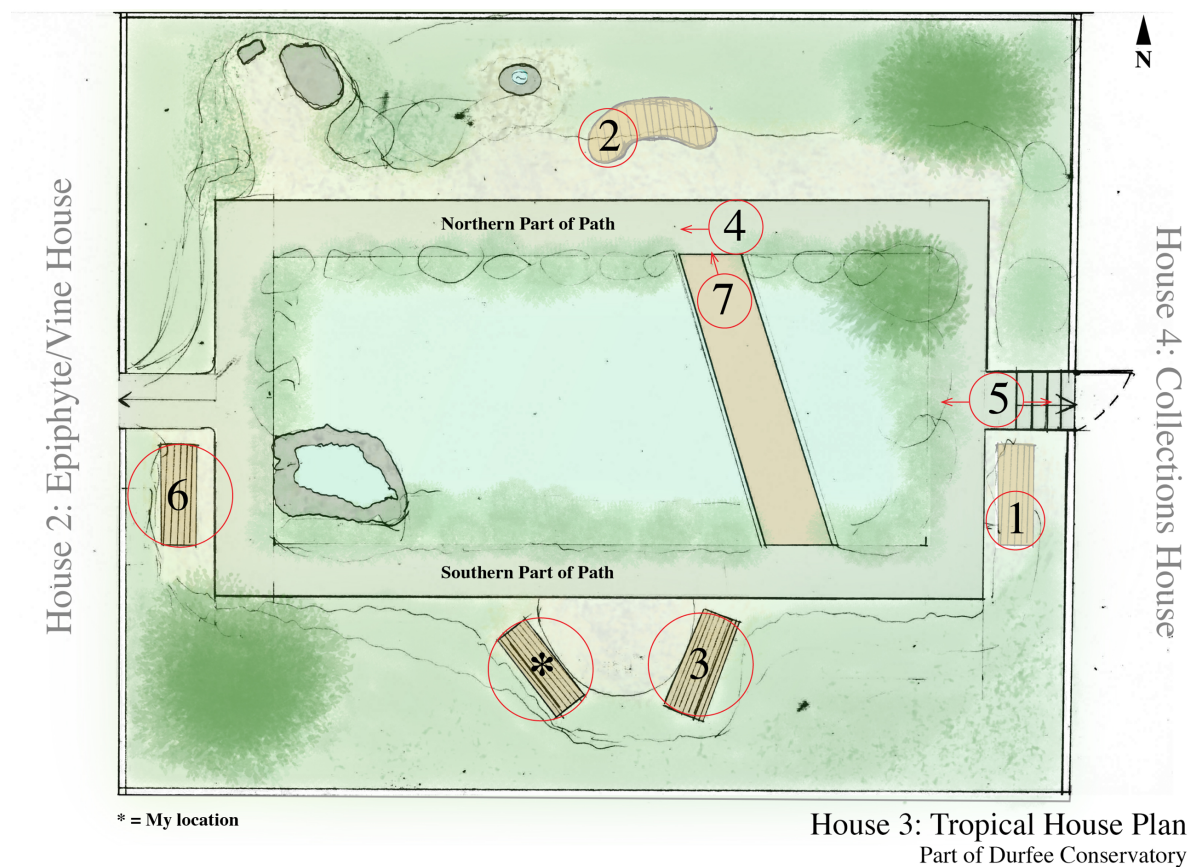 N
2
Northern Part of Path
4
7
House 2: Epiphyte/Vine House
House 4: Collections House
5
6
1
Southern Part of Path
*
3
* = My location
House 3: Tropical House Plan
Part of Durfee Conservatory